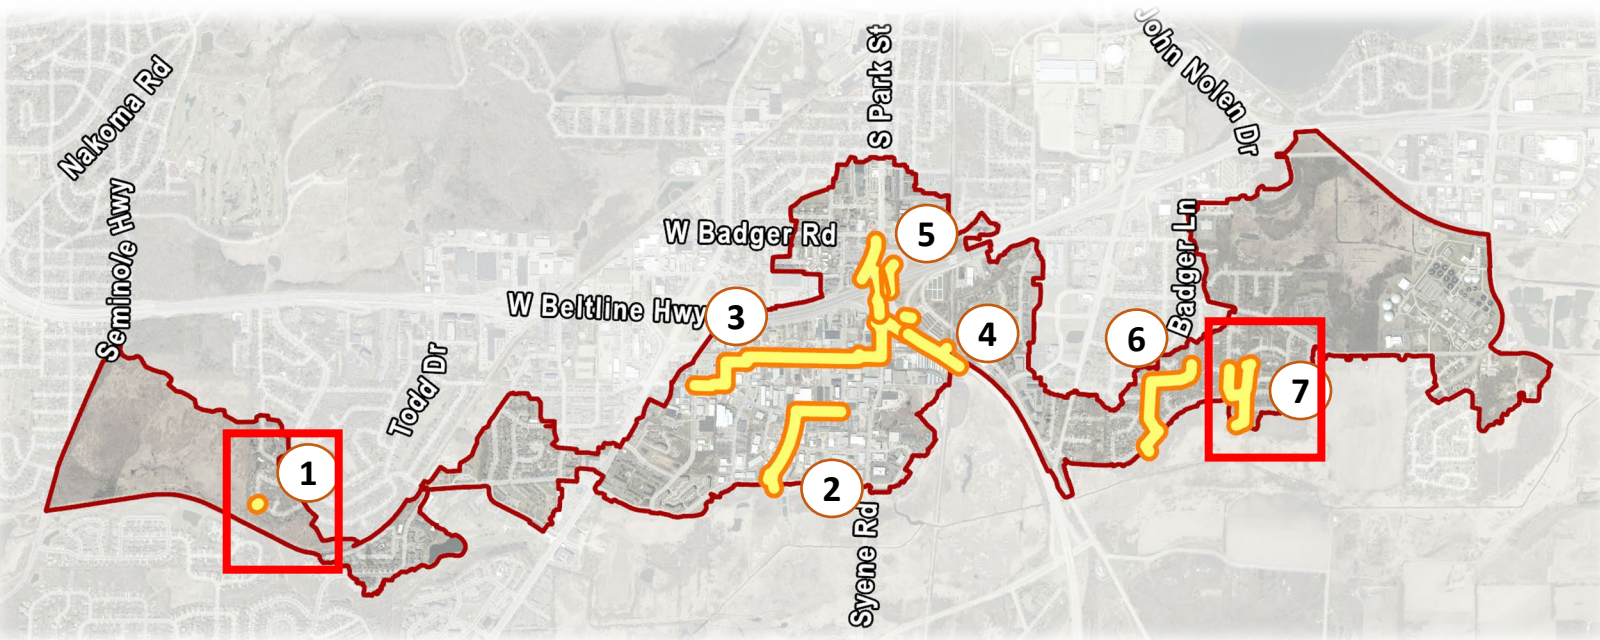 John Nolen Dr
S Park St
Nakoma Rd
Seminole Hwy
W Badger Rd
5
Badger Ln
W Beltline Hwy
3
4
6
Todd Dr
7
1
2
Syene Rd